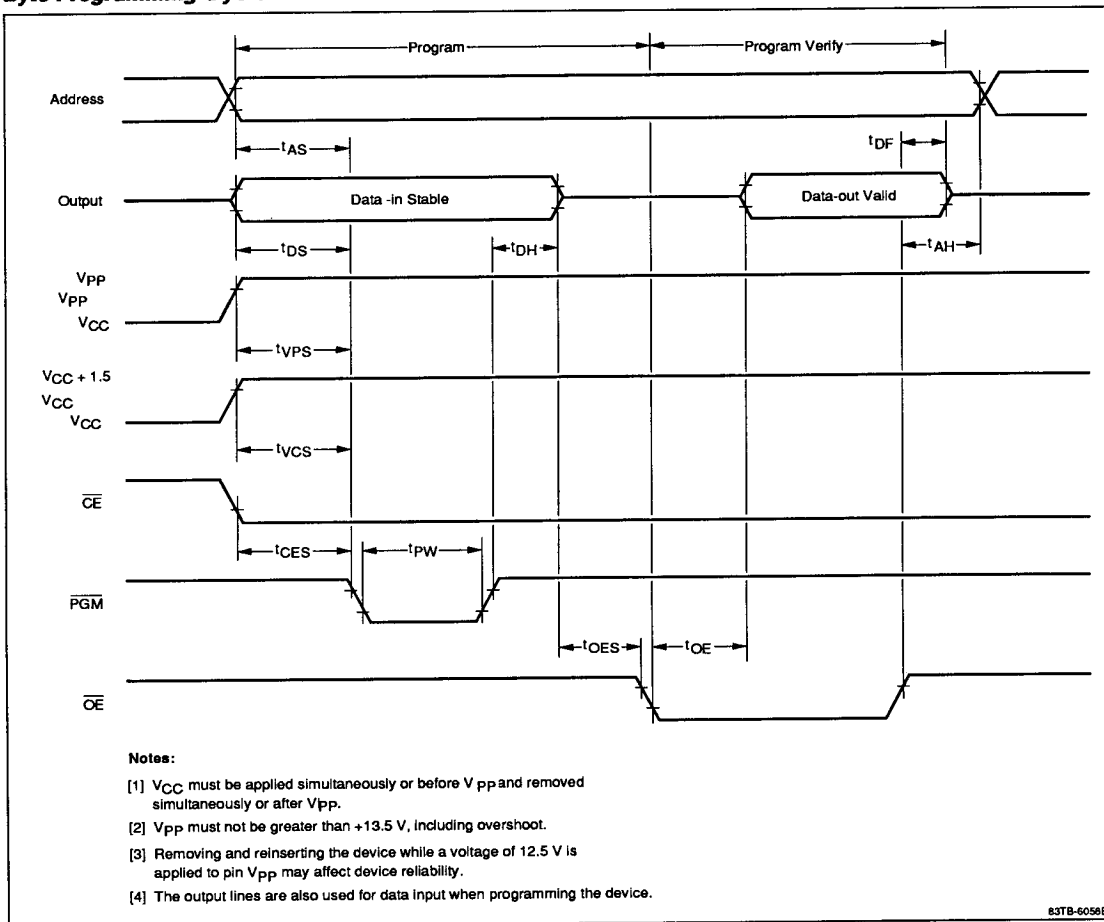 Program
Program Verify
Address
tAS
tDF
Output
Data -in Stable
Data-out Valid
tDS
tDH
tAH
VPP
VPP
VCC
tVPS
VCC + 1.5
VCC
VCC
tVCS
CE
tCES
tPW
PGM
tOES
tOE
OE
Notes:
[1] VCC must be applied simultaneously or before VPP and removed
simultaneously or after VPP.
[2] VPP must not be greater than +13.5 V, including overshoot.
[3] Removing and reinserting the device while a voltage of 12.5 V is
applied to pin VPP may affect device reliability.
[4] The output lines are also used for data input when programming the device.